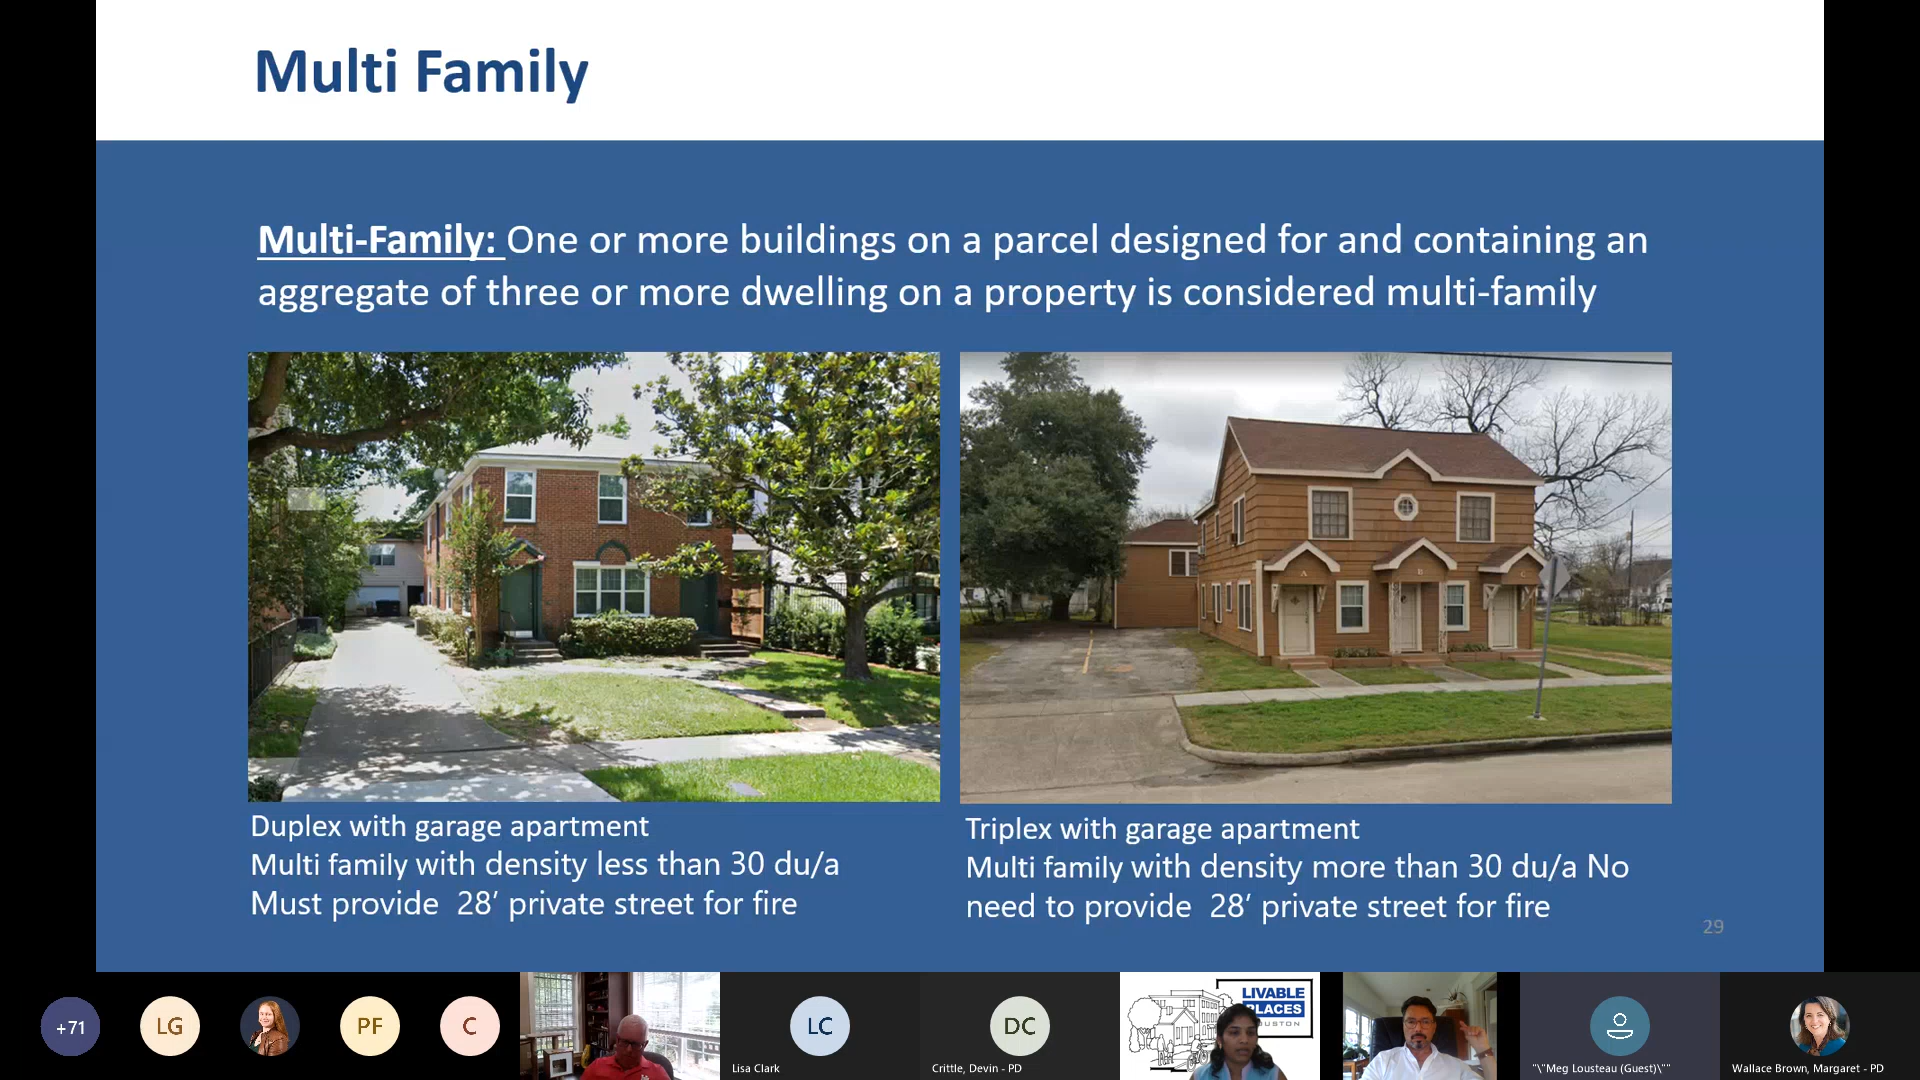 Multi Family
Multi-Family: One or more buildings on a parcel designed for and containing an
aggregate of three or more dwelling on a property is considered multi-family
A
B
C
Duplex with garage apartment
Multi family with density less than 30 du/a
Must provide 28’ private street for fire
Triplex with garage apartment
Multi family with density more than 30 du/a No
need to provide 28’ private street for fire
29
+71
LG
PF
C
LC
Lisa Clark
DC
Crittle, Devin - PD
LIVABLE
PLACES
"\"Meg Lousteau (Guest)\""
Wallace Brown, Margaret - PD